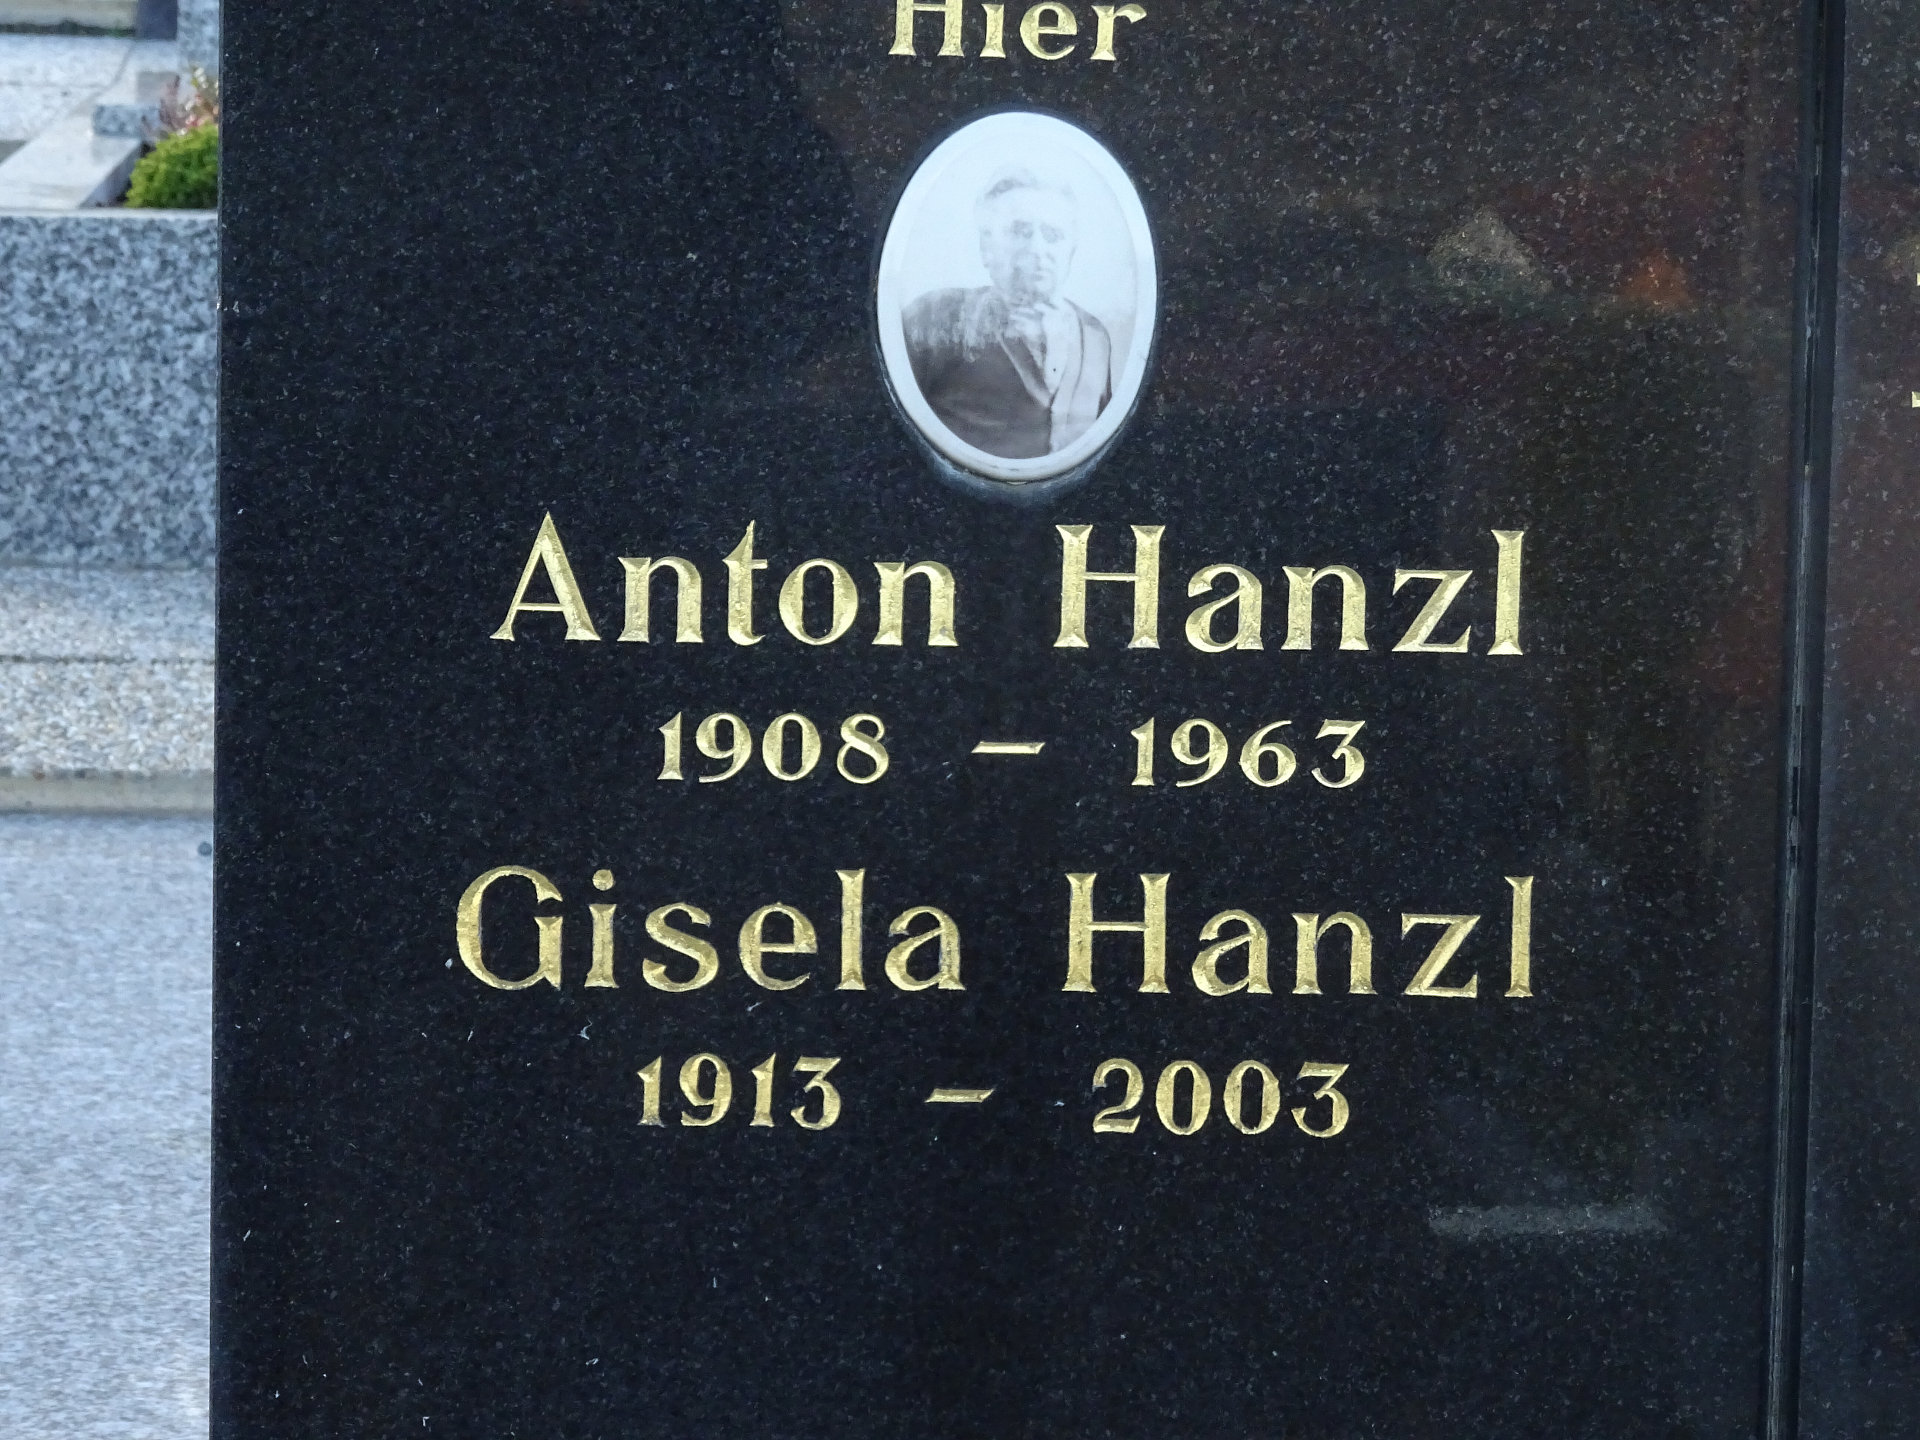 Hier
Anton Hanzl
1908 – 1963
Gisela Hanzl
1913 – 2003